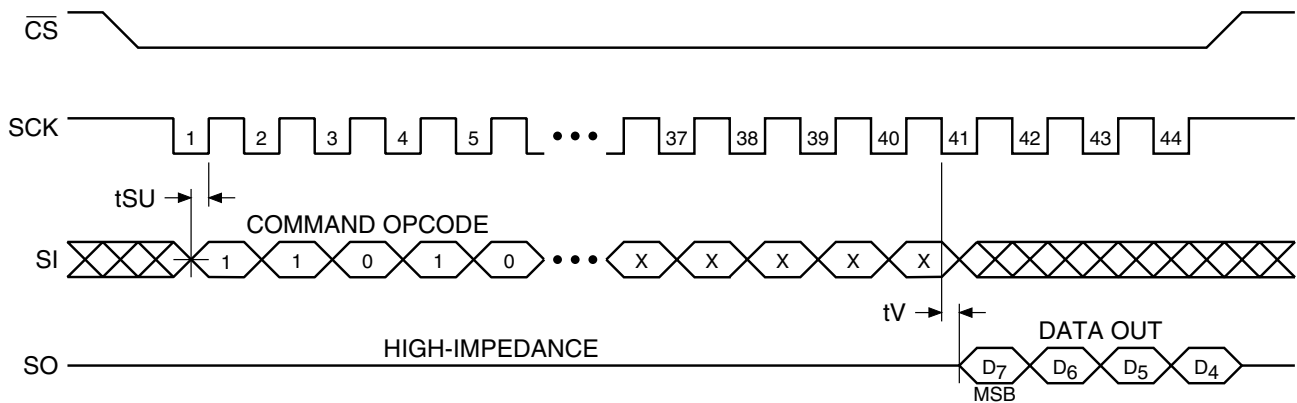 CS
SCK 1 2 3 4 5 ••• 37 38 39 40 41 42 43 44
tSU
COMMAND OPCODE
SI 1 1 0 1 0 ••• X X X X X
tV
HIGH-IMPEDANCE
DATA OUT
SO D7 D6 D5 D4
MSB